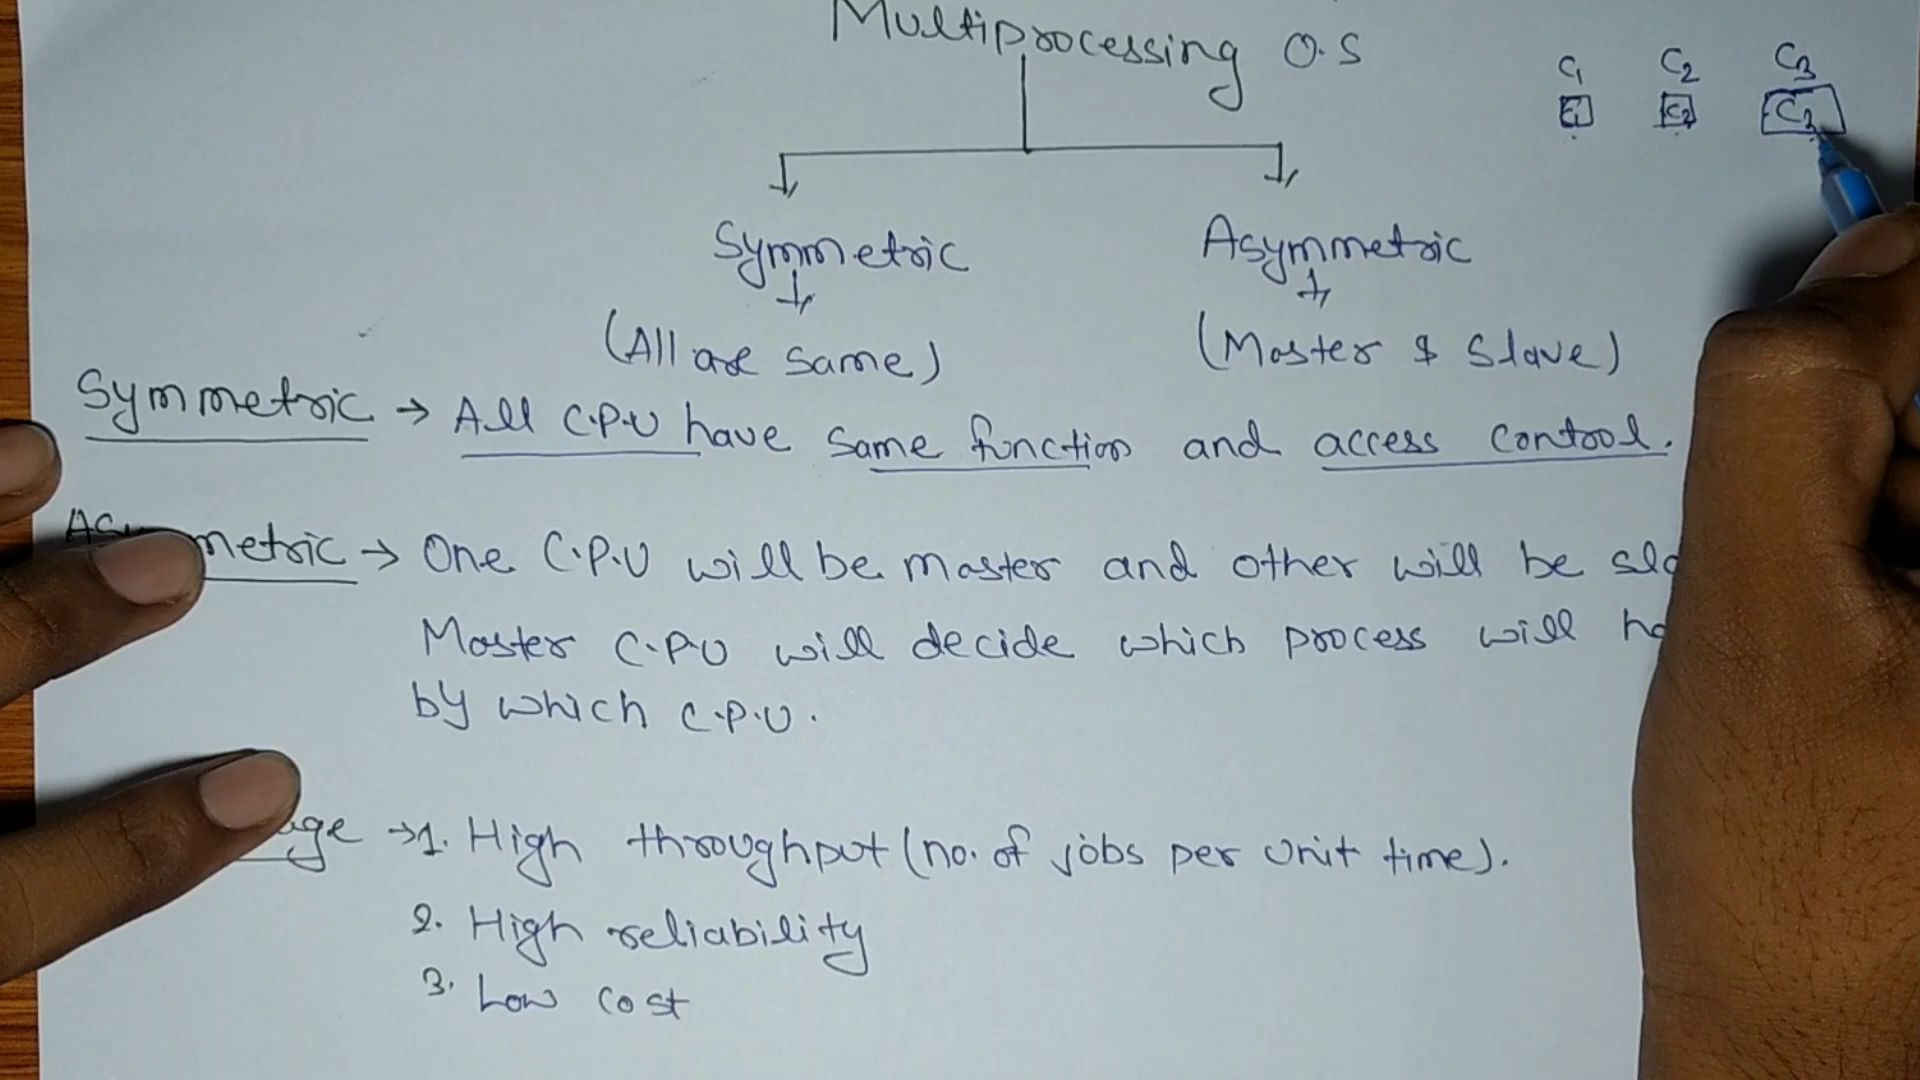 Multiprocessing O.S
C1 C2 C3
C1 C2 C3
Symmetric Asymmetric
(All are same) (Master & Slave)
Symmetric → All C.P.U have same function and access control.
→ One C.P.U will be master and other will be
Master C.P.U will decide which process will
by which C.P.U.
→ 1. High throughput (no. of jobs per unit time).
2. High reliability
3. Low cost